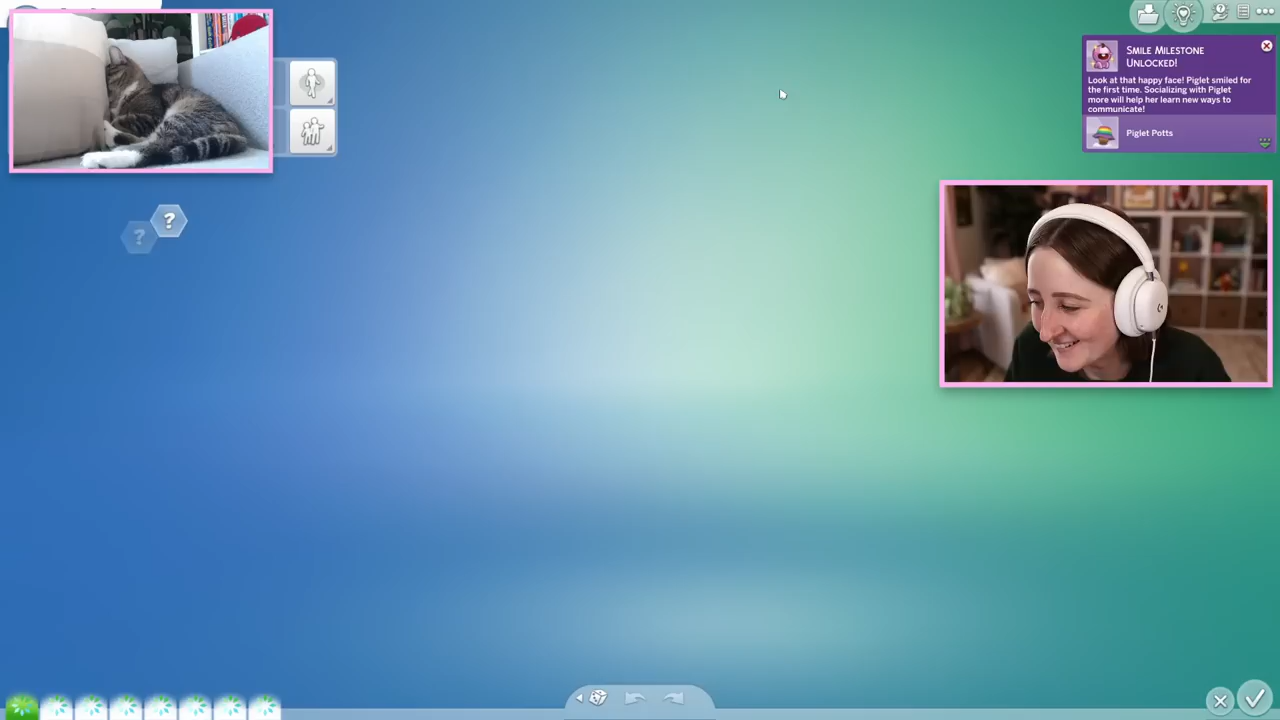 SMILE MILESTONE
UNLOCKED!
Look at that happy face! Piglet smiled for
the first time. Socializing with Piglet
more will help her learn new ways to
communicate!
Piglet Potts
?
?